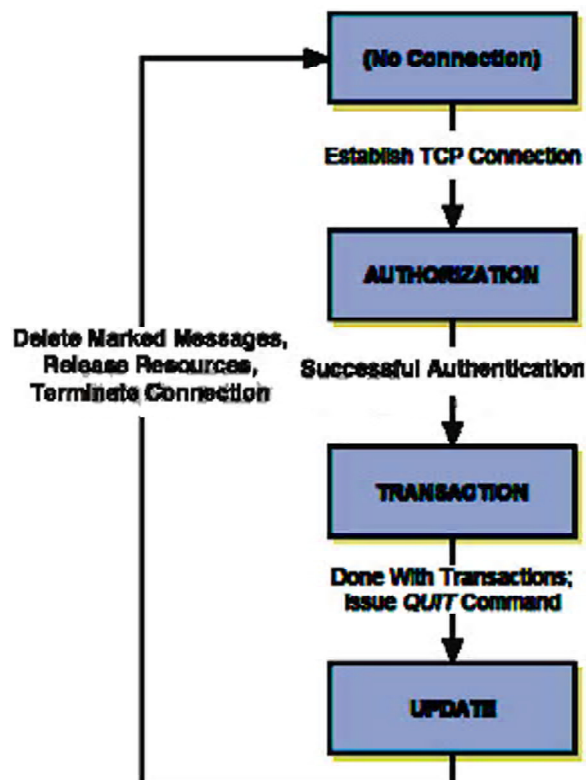 (No Connection)
Establish TCP Connection
AUTHORIZATION
Delete Marked Messages,
Release Resources,
Terminate Connection
Successful Authentication
TRANSACTION
Done With Transactions;
Issue QUIT Command
UPDATE